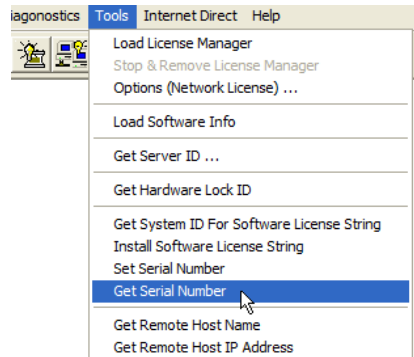 iagonostics Tools Internet Direct Help
Load License Manager
Stop & Remove License Manager
Options (Network License) ...
Load Software Info
Get Server ID ...
Get Hardware Lock ID
Get System ID For Software License String
Install Software License String
Set Serial Number
Get Serial Number
Get Remote Host Name
Get Remote Host IP Address